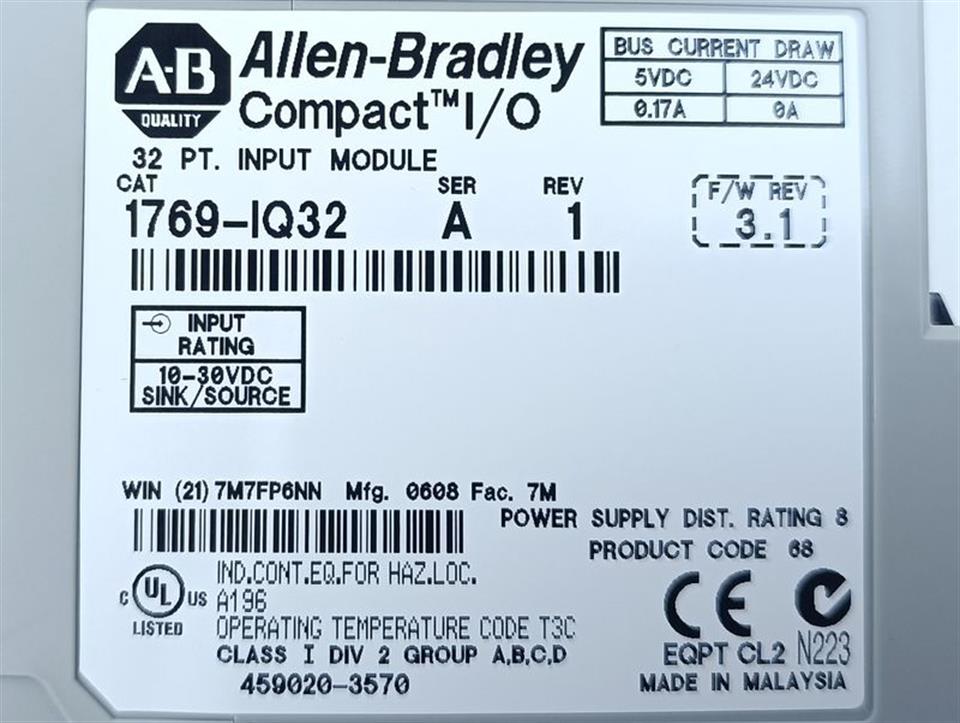 A-B
QUALITY
Allen-Bradley
Compact™ I/O
BUS CURRENT DRAW
5VDC 24VDC
0.17A 0A
32 PT. INPUT MODULE
CAT SER REV
1769-IQ32 A 1
F/W REV
3.1
INPUT
RATING
10-30VDC
SINK/SOURCE
WIN (21) 7M7FP6NN Mfg. 0608 Fac. 7M
POWER SUPPLY DIST. RATING 8
PRODUCT CODE 68
C UL US
LISTED
IND.CONT.EQ.FOR HAZ.LOC.
A196
OPERATING TEMPERATURE CODE T3C
CLASS I DIV 2 GROUP A,B,C,D
459020-3570
CE
EQPT CL2 N223
MADE IN MALAYSIA